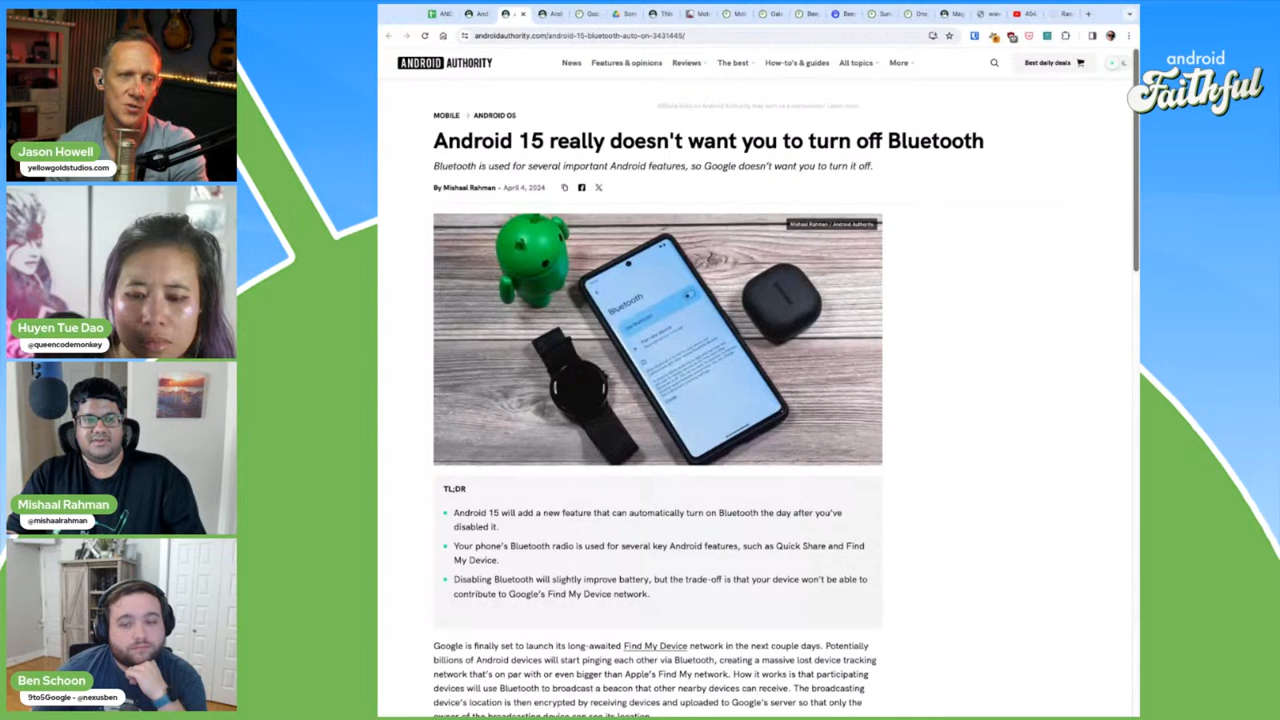 Jason Howell
yellowgoldstudios.com
Huyen Tue Dao
@queencodemonkey
Mishaal Rahman
@mishaalrahman
Ben Schoon
9to5Google - @nexusben
androidauthority.com/android-15-bluetooth-auto-on-3431445/
ANDROID AUTHORITY
News Features & opinions Reviews The best How-to's & guides All topics More
Best daily deals
android
Faithful
MOBILE > ANDROID OS
Android 15 really doesn't want you to turn off Bluetooth
Bluetooth is used for several important Android features, so Google doesn't want you to turn it off.
By Mishaal Rahman • April 4, 2024
Mishaal Rahman / Android Authority
Bluetooth
TL;DR
• Android 15 will add a new feature that can automatically turn on Bluetooth the day after you've
disabled it.
• Your phone's Bluetooth radio is used for several key Android features, such as Quick Share and Find
My Device.
• Disabling Bluetooth will slightly improve battery, but the trade-off is that your device won't be able to
contribute to Google's Find My Device network.
Google is finally set to launch its long-awaited Find My Device network in the next couple days. Potentially
billions of Android devices will start pinging each other via Bluetooth, creating a massive lost device tracking
network that's on par with or even bigger than Apple's Find My network. How it works is that participating
devices will use Bluetooth to broadcast a beacon that other nearby devices can receive. The broadcasting
device's location is then encrypted by receiving devices and uploaded to Google's server so that only the
owner of the broadcasting device can see its location.